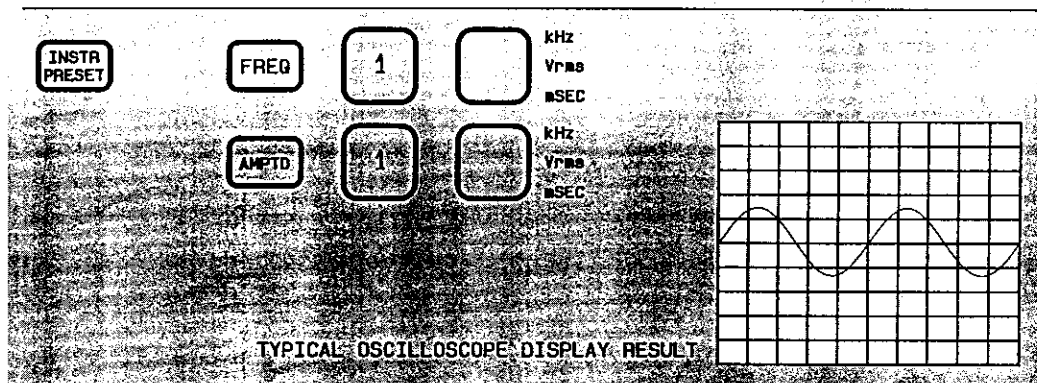 INSTR
PRESET
FREQ
1
kHz
Vrms
mSEC
AMPTD
1
kHz
Vrms
mSEC
TYPICAL OSCILLOSCOPE DISPLAY RESULT